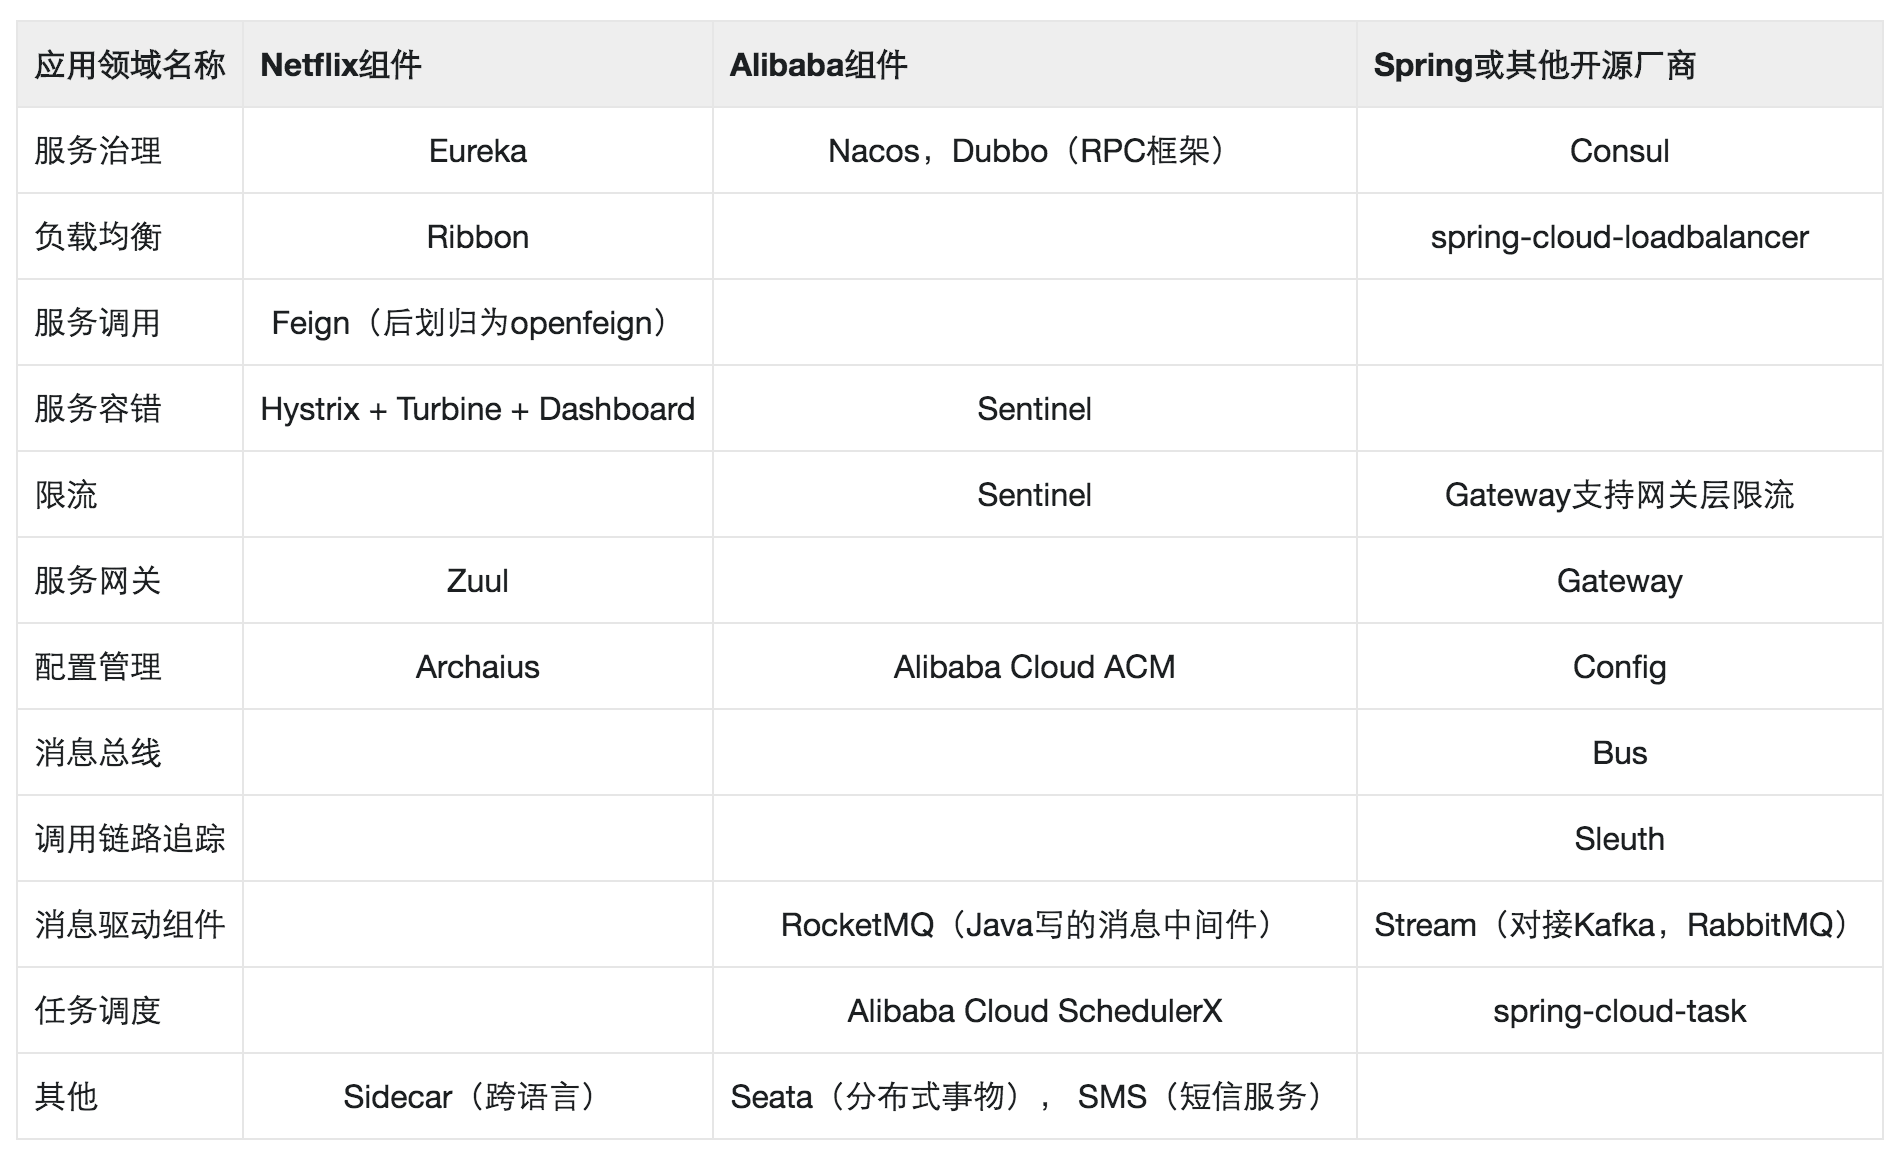 应用领域名称 Netflix组件 Alibaba组件 Spring或其他开源厂商
服务治理 Eureka Nacos，Dubbo（RPC框架） Consul
负载均衡 Ribbon spring-cloud-loadbalancer
服务调用 Feign（后划归为openfeign）
服务容错 Hystrix + Turbine + Dashboard Sentinel
限流 Sentinel Gateway支持网关层限流
服务网关 Zuul Gateway
配置管理 Archaius Alibaba Cloud ACM Config
消息总线 Bus
调用链路追踪 Sleuth
消息驱动组件 RocketMQ（Java写的消息中间件） Stream（对接Kafka，RabbitMQ）
任务调度 Alibaba Cloud SchedulerX spring-cloud-task
其他 Sidecar（跨语言） Seata（分布式事物）， SMS（短信服务）